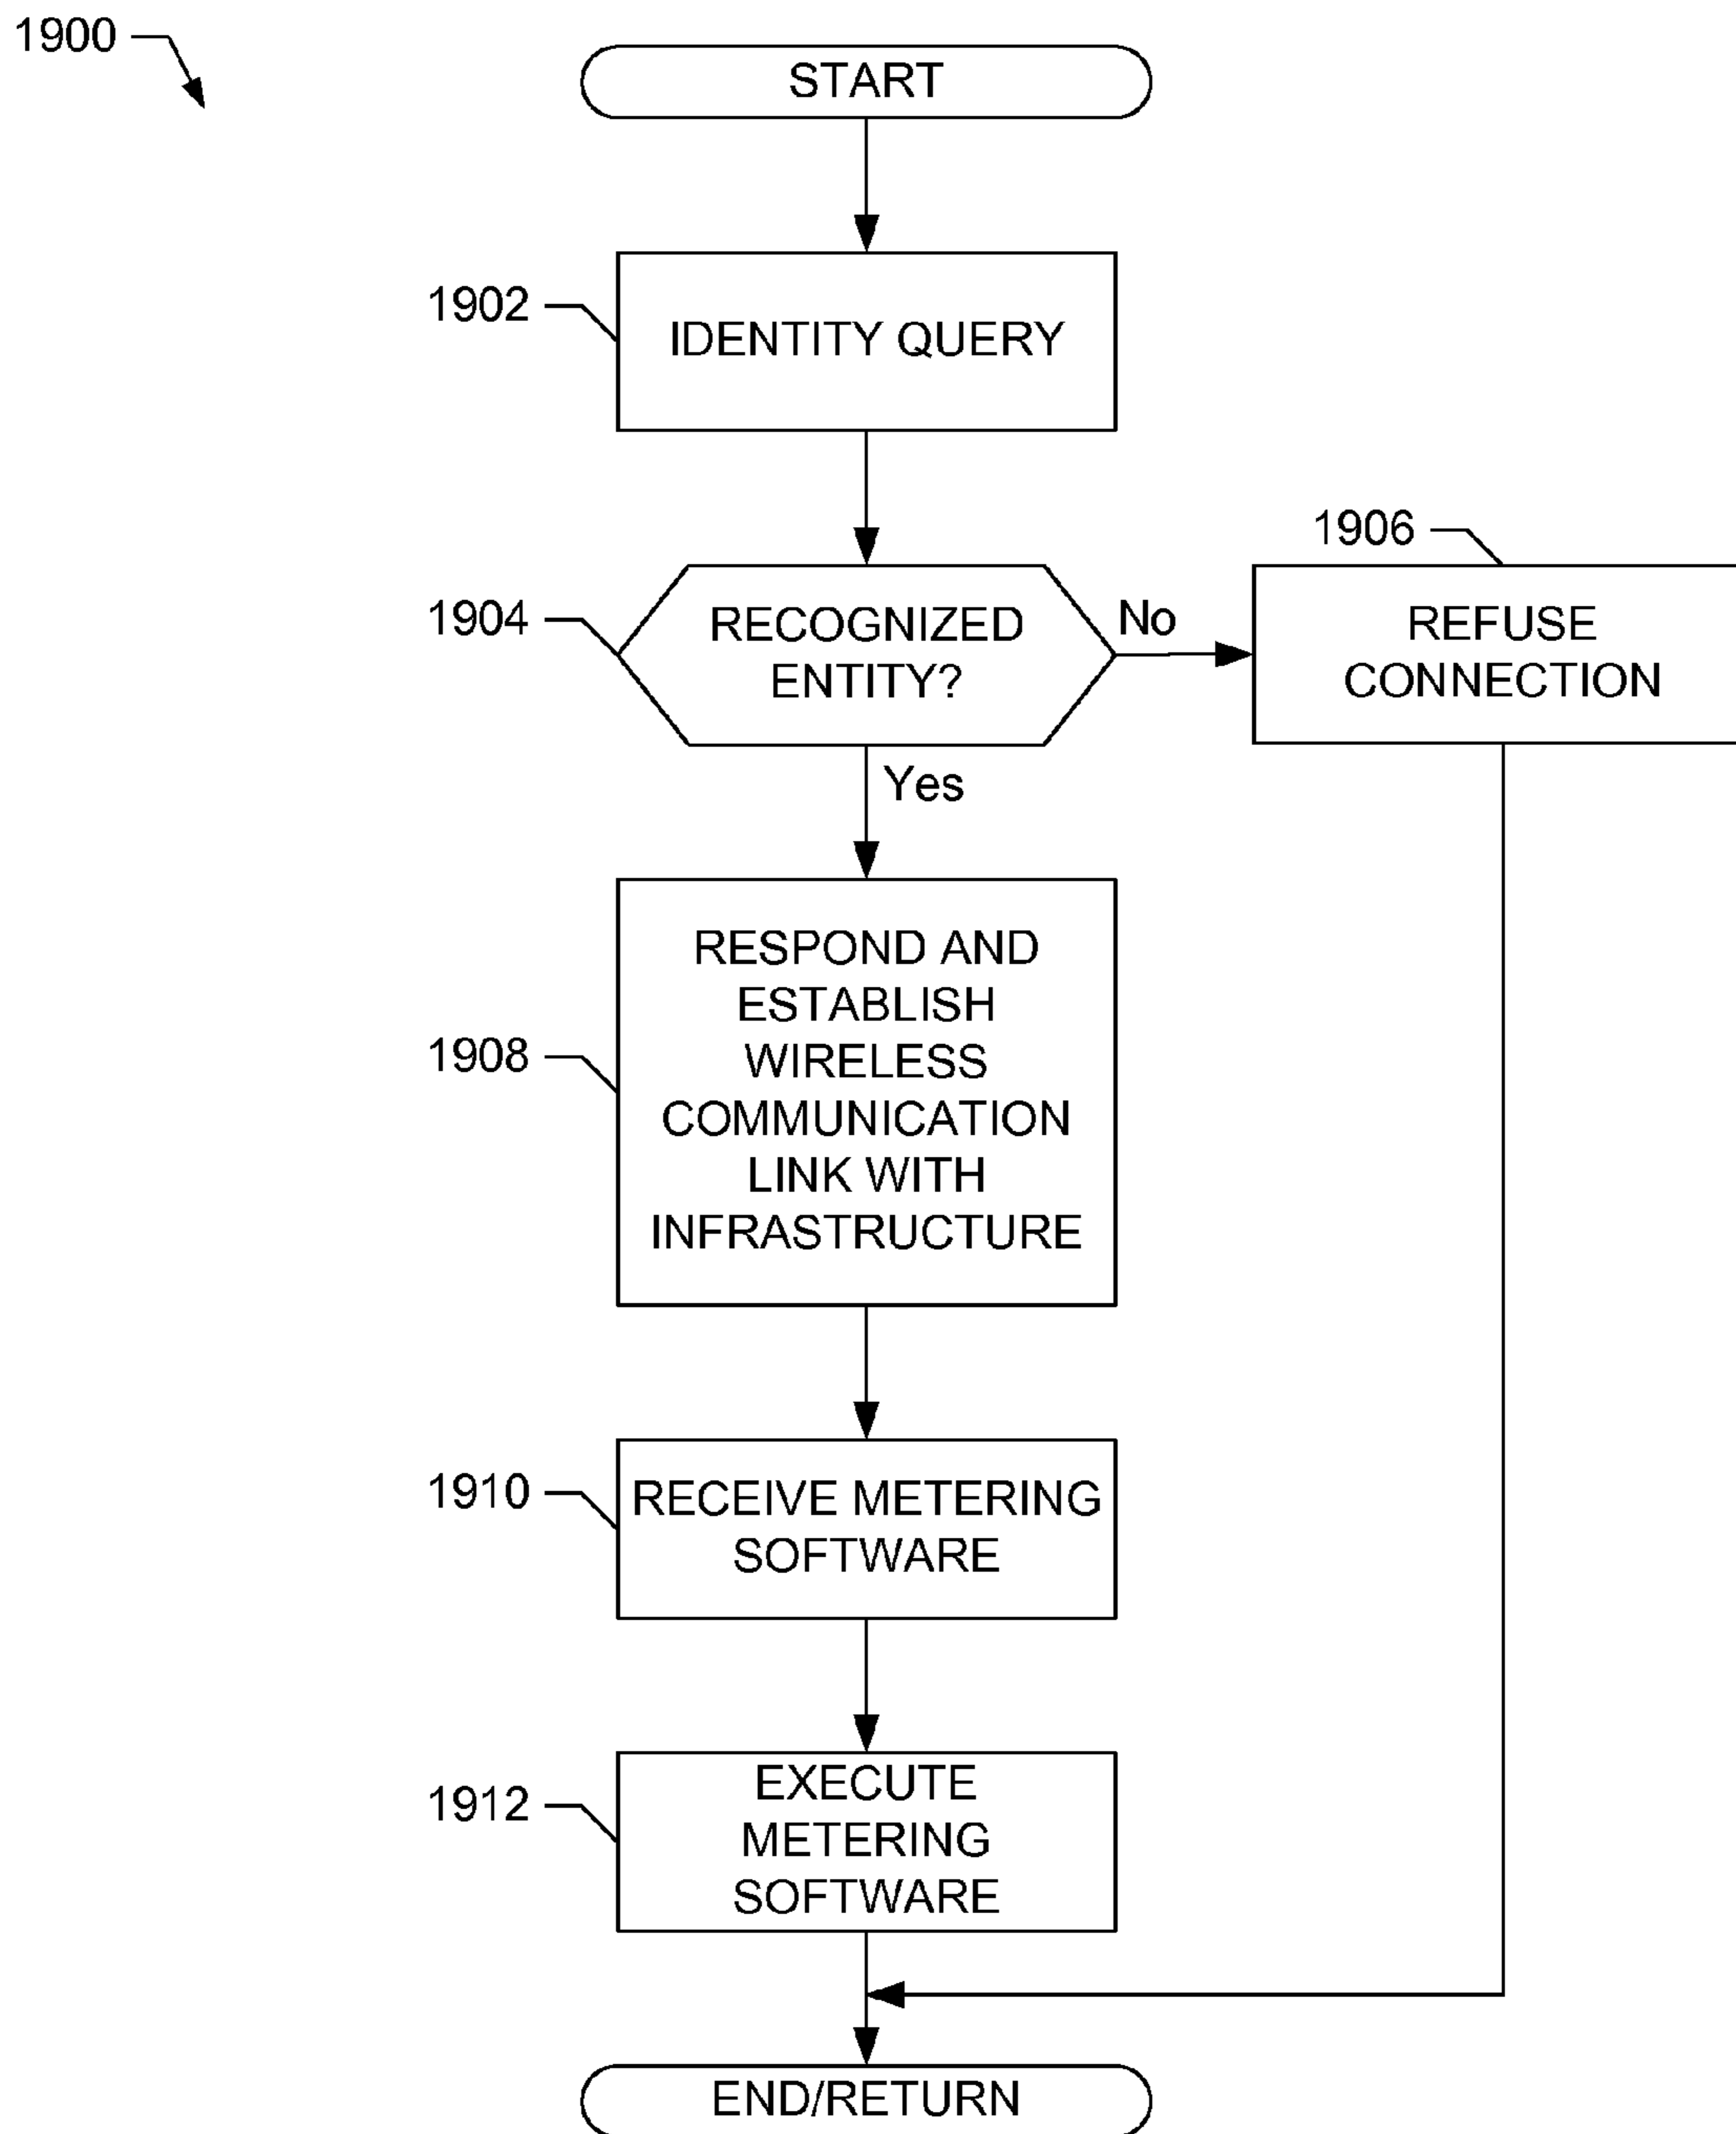 1900
START
1902
IDENTITY QUERY
1904
RECOGNIZED
ENTITY?
No
1906
REFUSE
CONNECTION
Yes
1908
RESPOND AND
ESTABLISH
WIRELESS
COMMUNICATION
LINK WITH
INFRASTRUCTURE
1910
RECEIVE METERING
SOFTWARE
1912
EXECUTE
METERING
SOFTWARE
END/RETURN